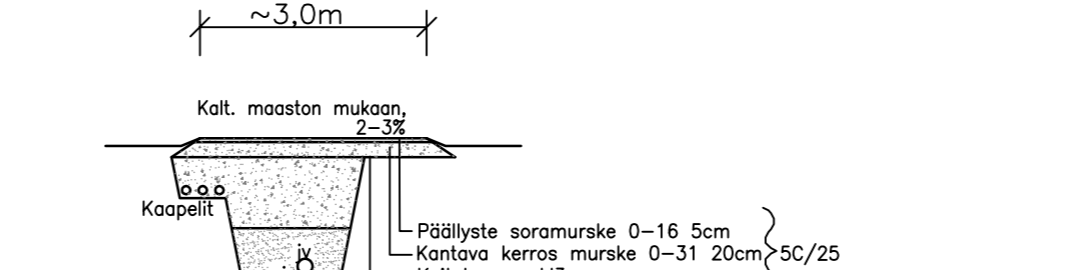 ~3,0m
Kalt. maaston mukaan,
2-3%
Kaapelit
Päällyste soramurske 0-16 5cm
Kantava kerros murske 0-31 20cm
5C/25
jv